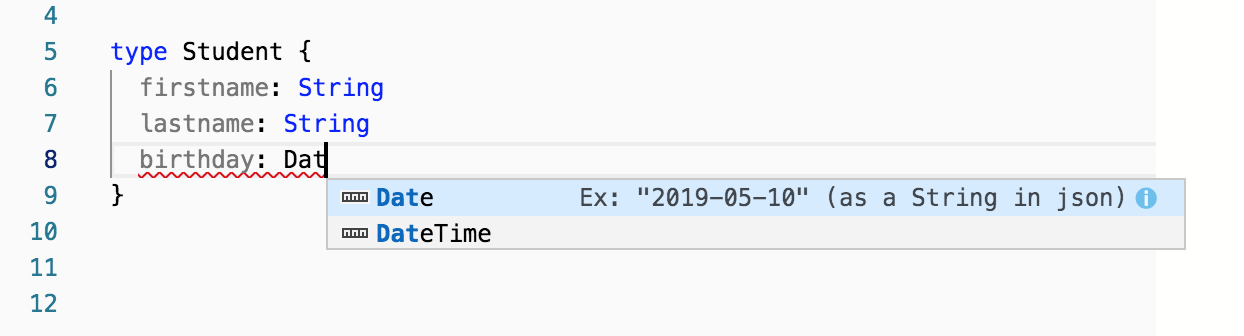 4
5 type Student {
6 firstname: String
7 lastname: String
8 birthday: Dat
9 }
Date Ex: "2019-05-10" (as a String in json)
10
DateTime
11
12